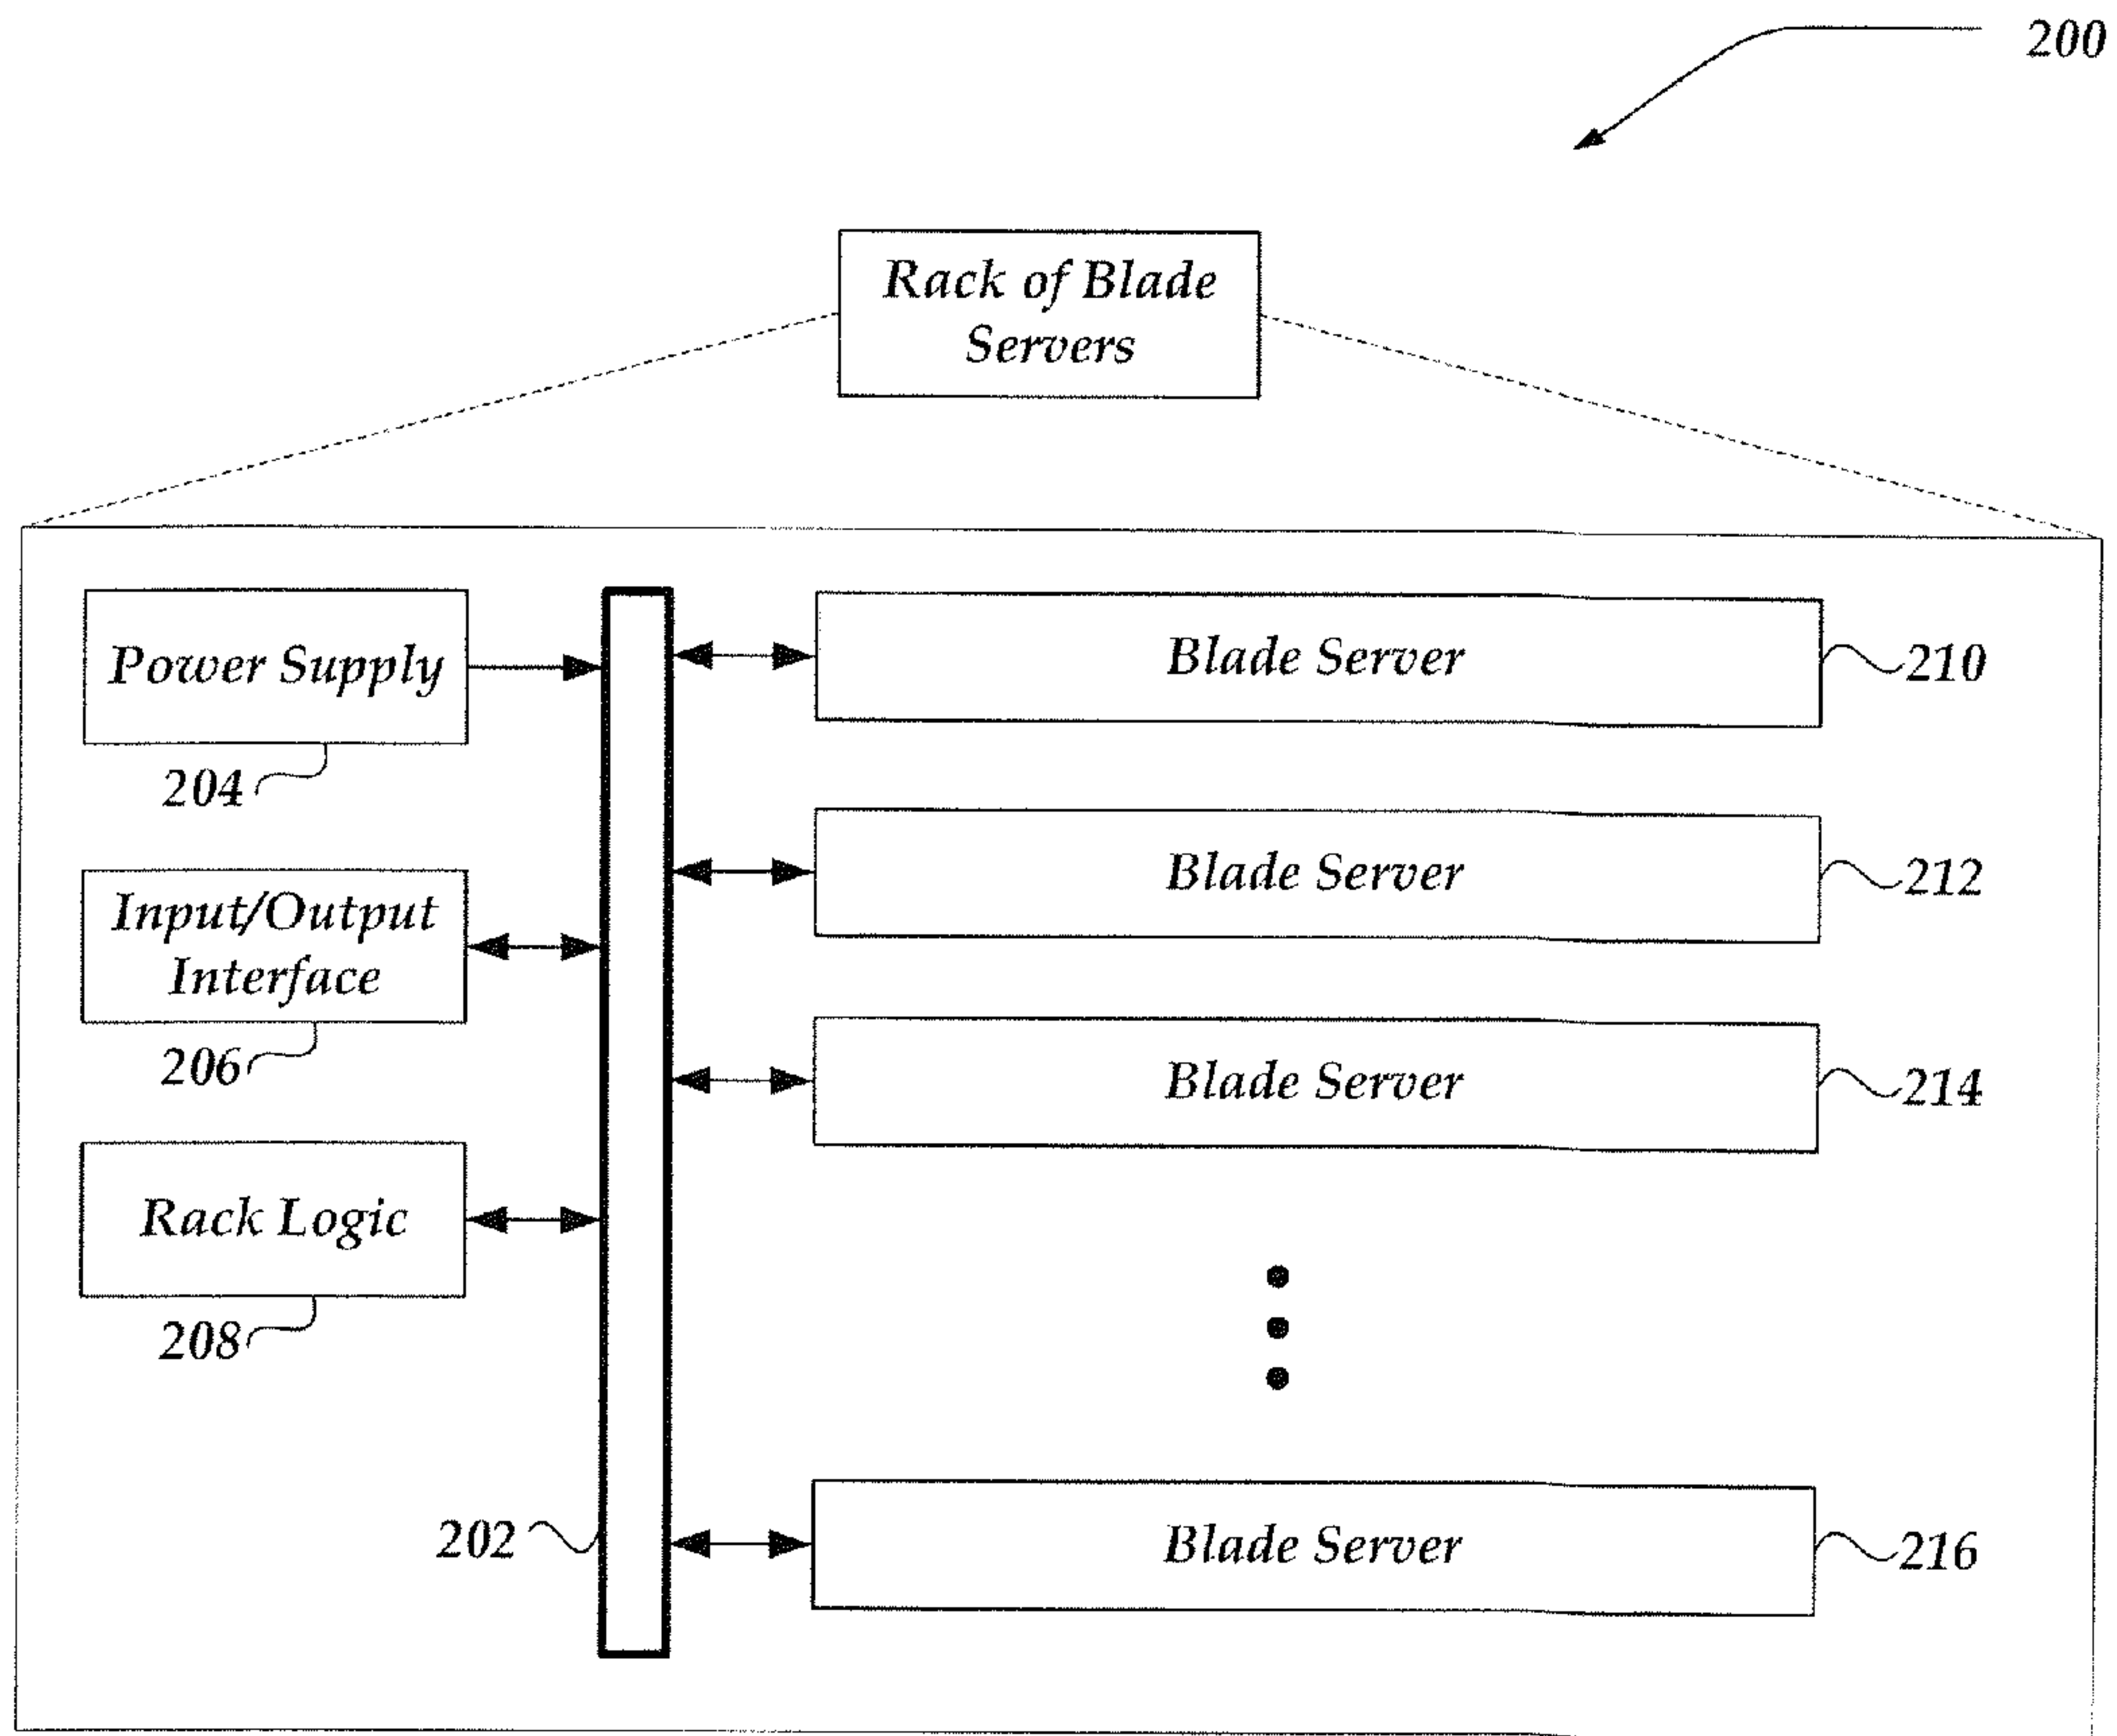 200
Rack of Blade
Servers
Power Supply
204
Input/Output
Interface
206
Rack Logic
208
202
Blade Server
210
Blade Server
212
Blade Server
214
Blade Server
216